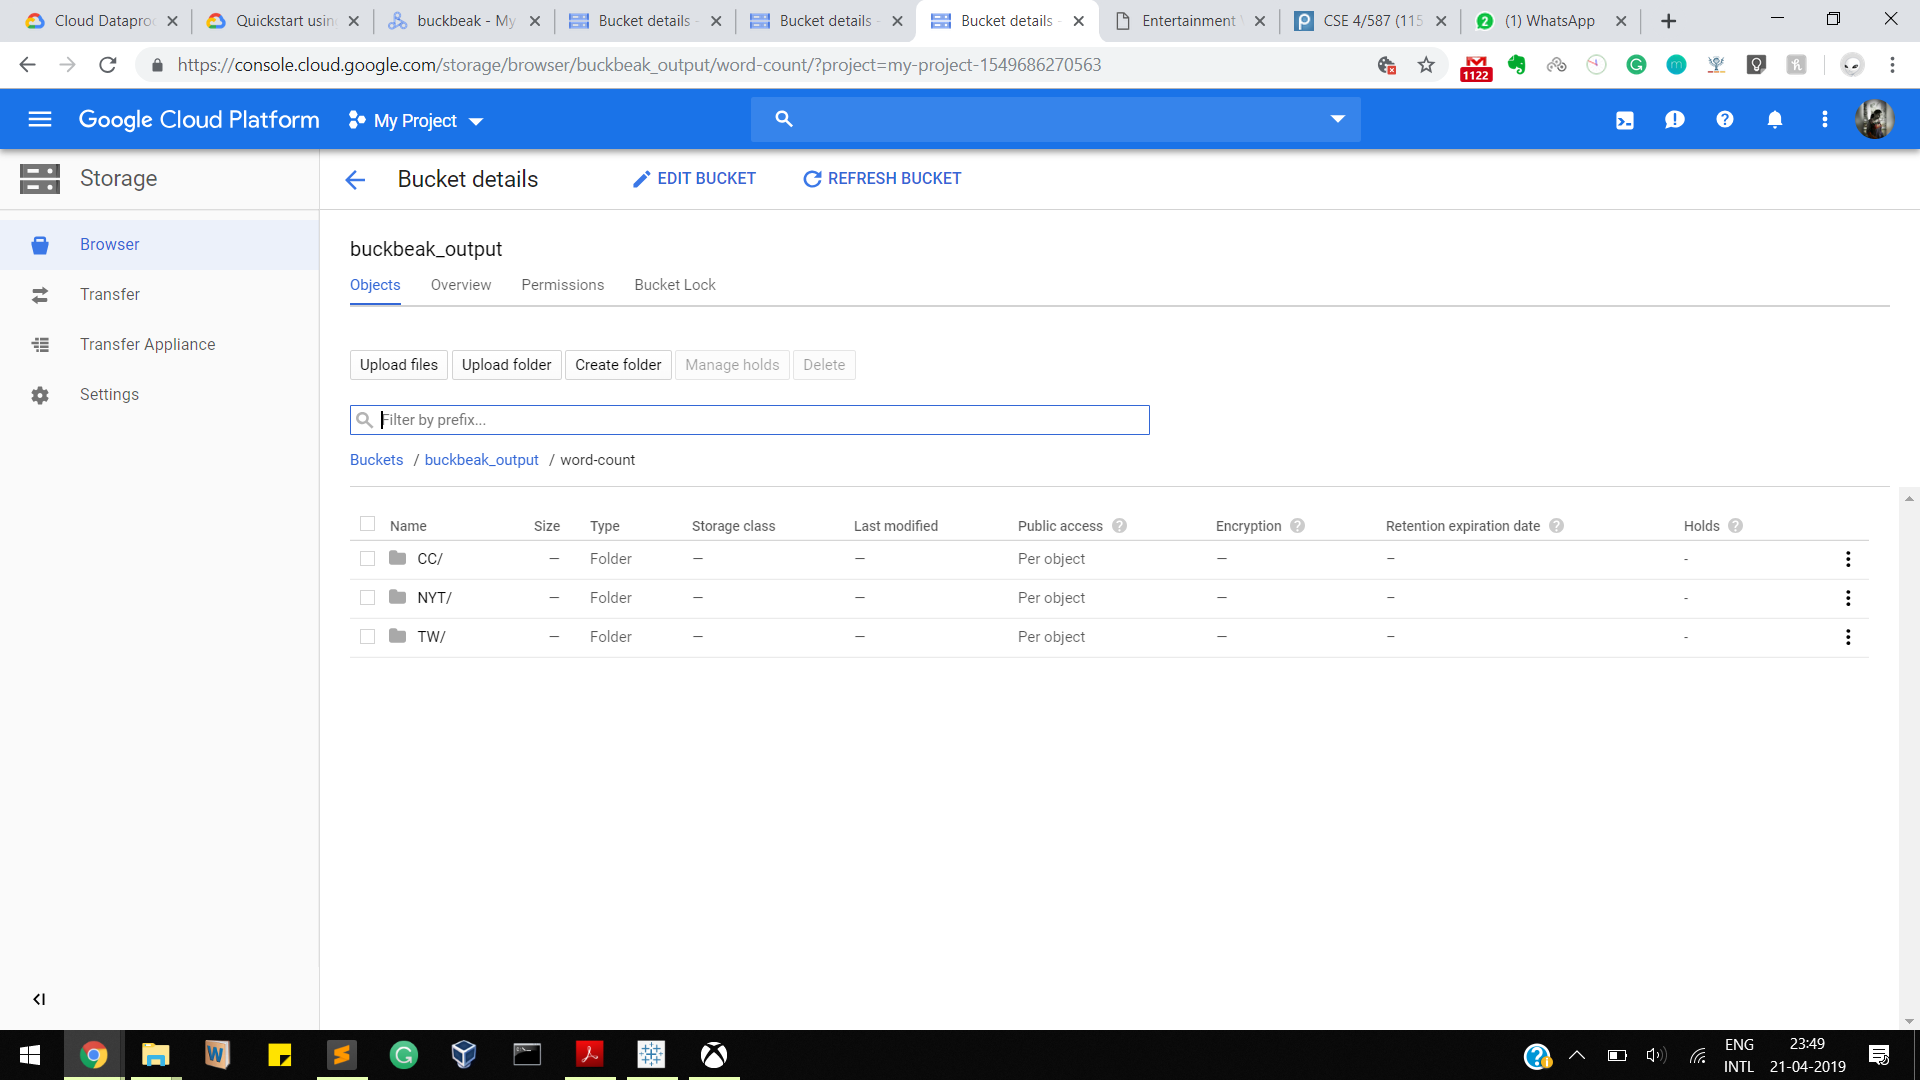 Cloud Dataproc
Quickstart usin
buckbeak - My
Bucket details -
Bucket details -
Bucket details -
Entertainment
CSE 4/587 (115
2
(1) WhatsApp
https://console.cloud.google.com/storage/browser/buckbeak_output/word-count/?project=my-project-1549686270563
1122
Google Cloud Platform
My Project
Storage
Bucket details
EDIT BUCKET
REFRESH BUCKET
Browser
Transfer
Transfer Appliance
Settings
buckbeak_output
Objects
Overview
Permissions
Bucket Lock
Upload files
Upload folder
Create folder
Manage holds
Delete
Filter by prefix...
Buckets / buckbeak_output / word-count
Name Size Type Storage class Last modified Public access Encryption Retention expiration date Holds
CC/ — Folder — — Per object — – -
NYT/ — Folder — — Per object — – -
TW/ — Folder — — Per object — – -
ENG
INTL
23:49
21-04-2019